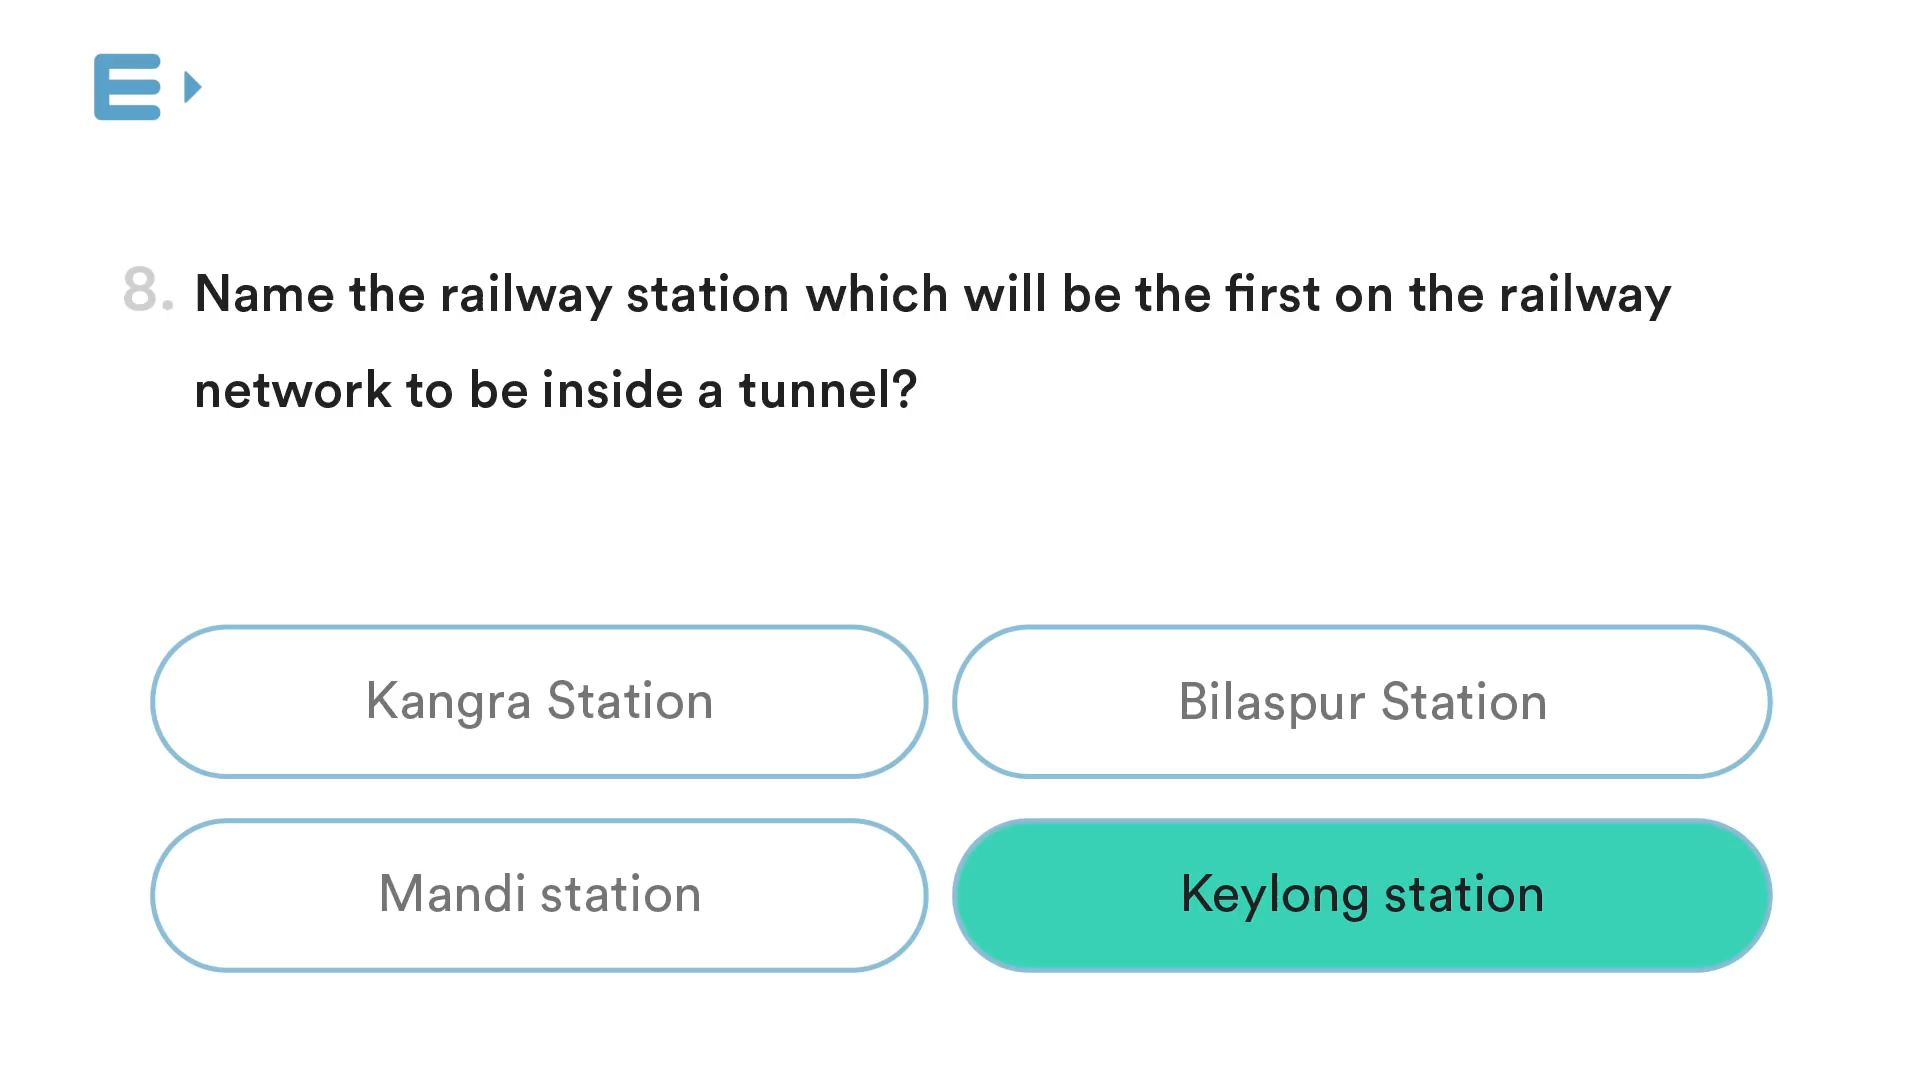 E
8. Name the railway station which will be the first on the railway
network to be inside a tunnel?
Kangra Station
Bilaspur Station
Mandi station
Keylong station